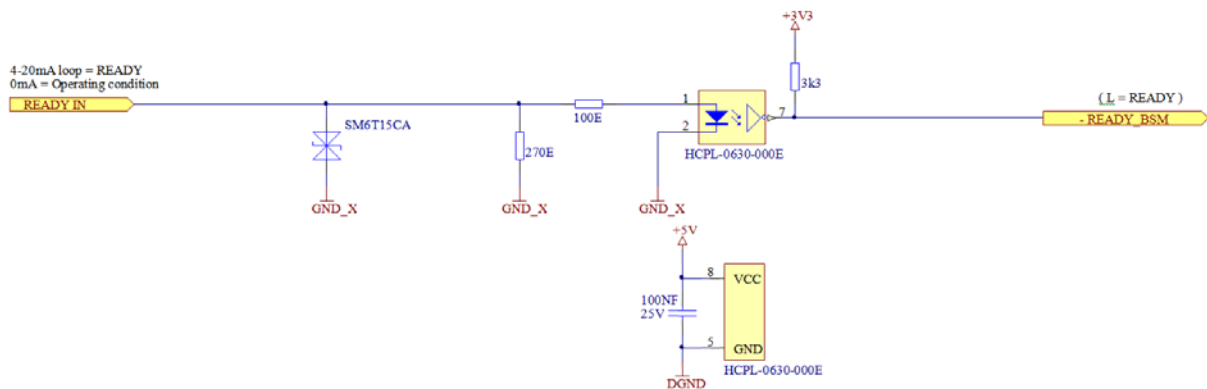 +3V3
4-20mA loop = READY
0mA = Operating condition
READY IN
SM6T15CA
100E
270E
1
2
7
3k3
HCPL-0630-000E
( L = READY )
- READY_BSM
GND_X
GND_X
GND_X
+5V
8
VCC
100NF
25V
5
GND
DGND
HCPL-0630-000E